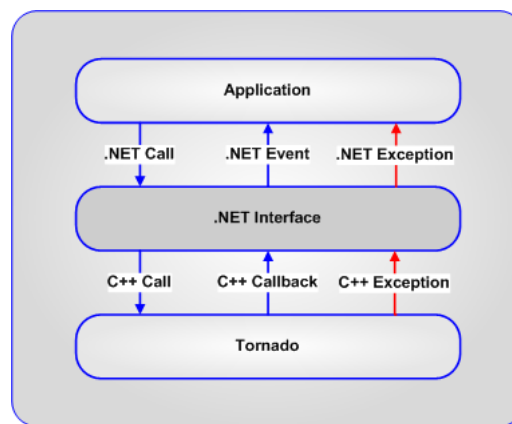 Application
.NET Call .NET Event .NET Exception
.NET Interface
C++ Call C++ Callback C++ Exception
Tornado